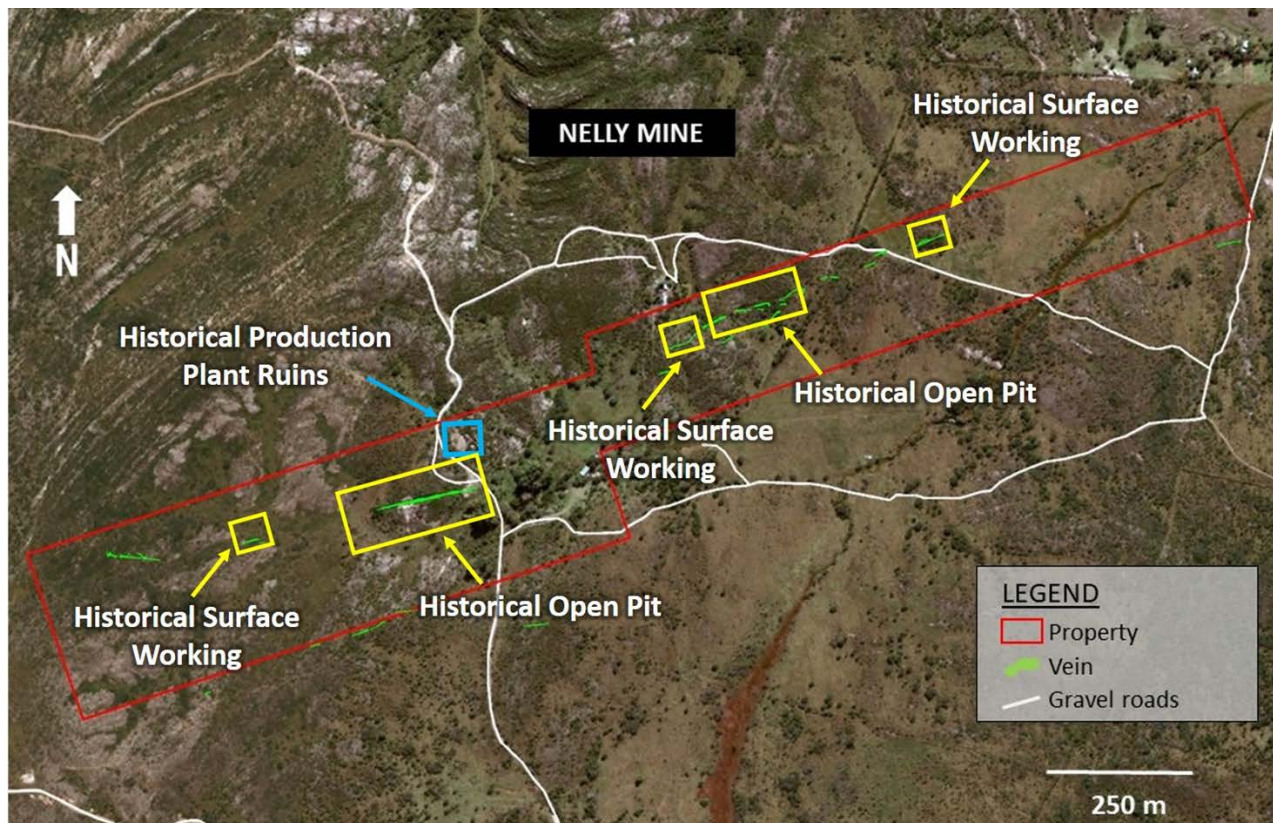 NELLY MINE
Historical Surface
Working
N
Historical Production
Plant Ruins
Historical Open Pit
Historical Surface
Working
Historical Open Pit
Historical Surface
Working
LEGEND
Property
Vein
Gravel roads
250 m